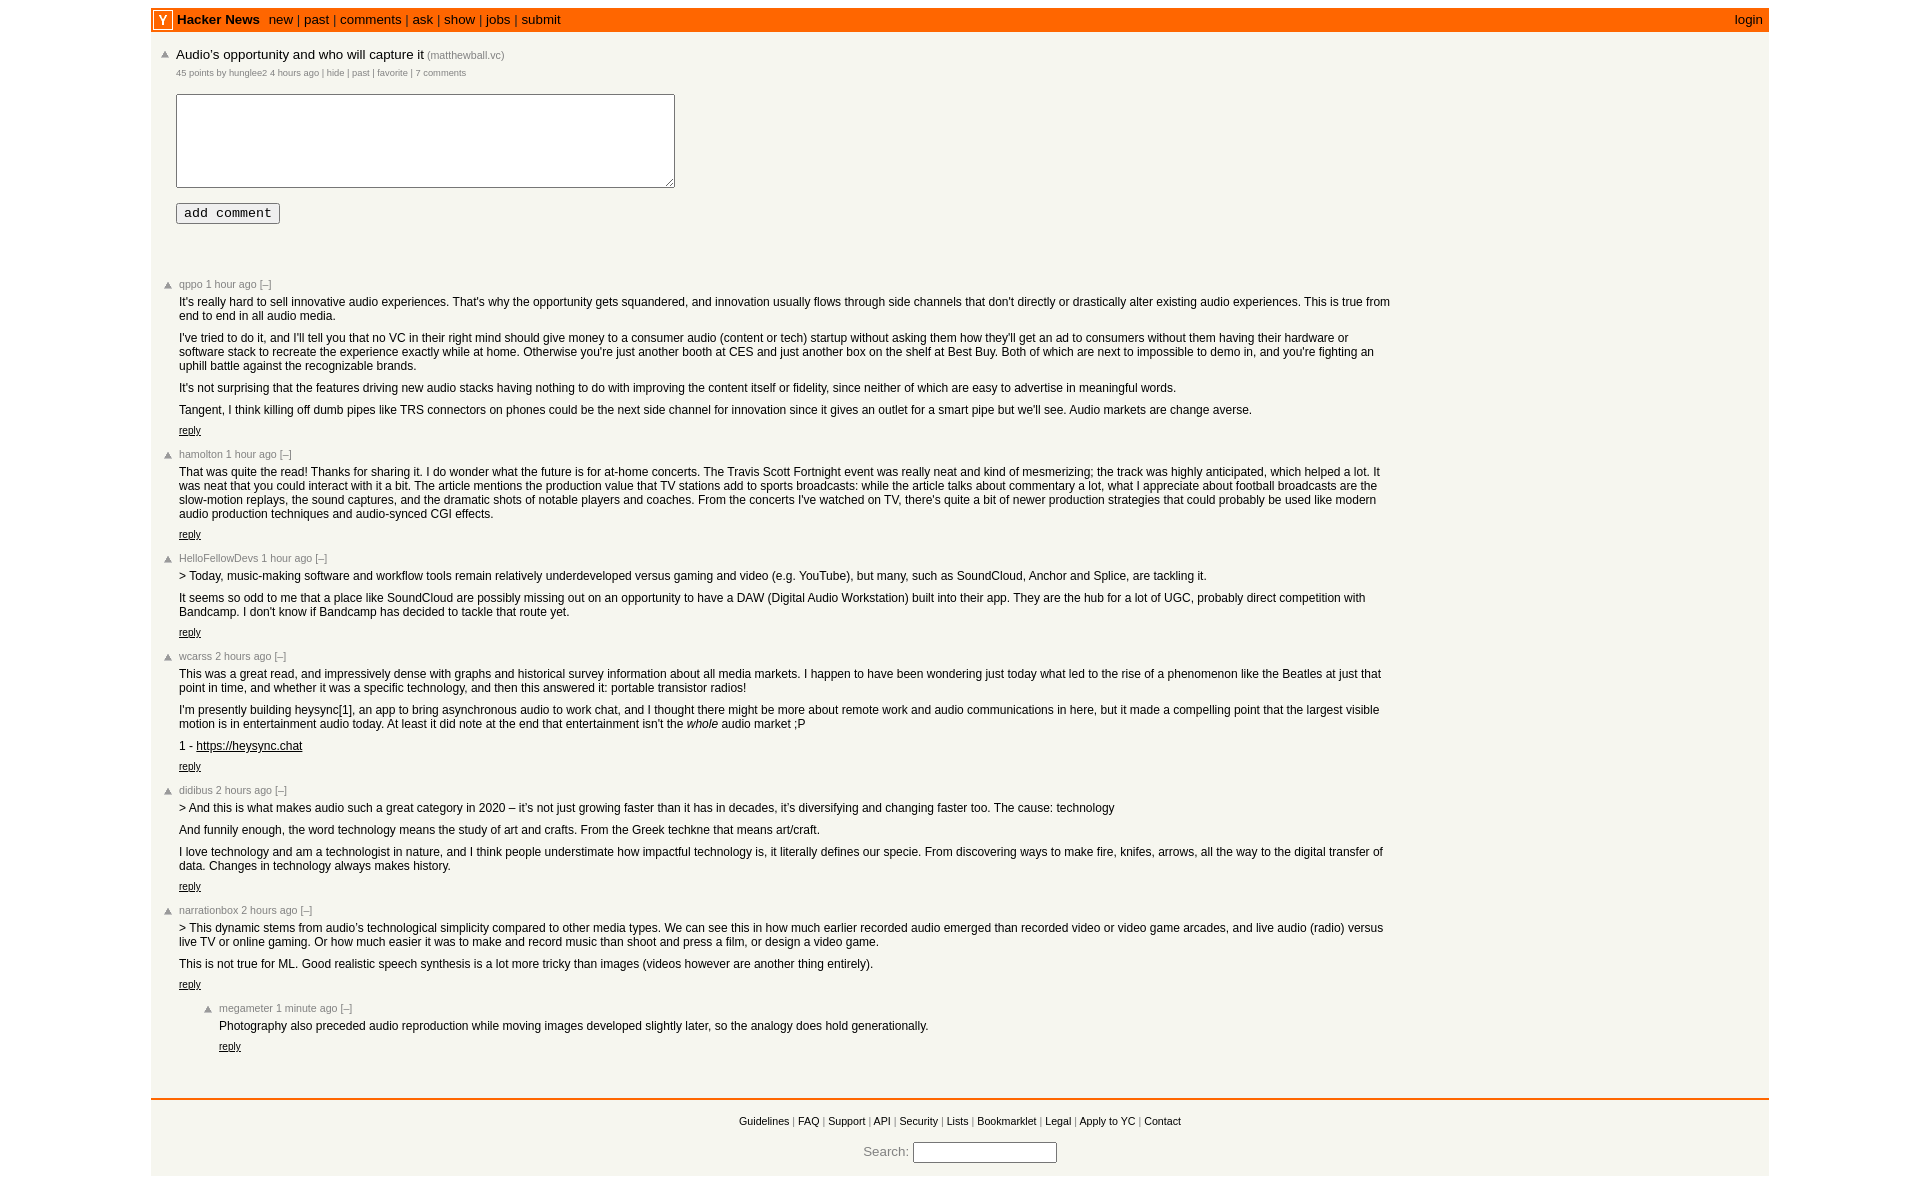 Y Hacker News new | past | comments | ask | show | jobs | submit login
Audio’s opportunity and who will capture it (matthewball.vc)
45 points by hunglee2 4 hours ago | hide | past | favorite | 7 comments
add comment
qppo 1 hour ago [–]
It's really hard to sell innovative audio experiences. That's why the opportunity gets squandered, and innovation usually flows through side channels that don't directly or drastically alter existing audio experiences. This is true from
end to end in all audio media.
I've tried to do it, and I'll tell you that no VC in their right mind should give money to a consumer audio (content or tech) startup without asking them how they'll get an ad to consumers without them having their hardware or
software stack to recreate the experience exactly while at home. Otherwise you're just another booth at CES and just another box on the shelf at Best Buy. Both of which are next to impossible to demo in, and you're fighting an
uphill battle against the recognizable brands.
It's not surprising that the features driving new audio stacks having nothing to do with improving the content itself or fidelity, since neither of which are easy to advertise in meaningful words.
Tangent, I think killing off dumb pipes like TRS connectors on phones could be the next side channel for innovation since it gives an outlet for a smart pipe but we'll see. Audio markets are change averse.
reply
hamolton 1 hour ago [–]
That was quite the read! Thanks for sharing it. I do wonder what the future is for at-home concerts. The Travis Scott Fortnight event was really neat and kind of mesmerizing; the track was highly anticipated, which helped a lot. It
was neat that you could interact with it a bit. The article mentions the production value that TV stations add to sports broadcasts: while the article talks about commentary a lot, what I appreciate about football broadcasts are the
slow-motion replays, the sound captures, and the dramatic shots of notable players and coaches. From the concerts I've watched on TV, there's quite a bit of newer production strategies that could probably be used like modern
audio production techniques and audio-synced CGI effects.
reply
HelloFellowDevs 1 hour ago [–]
> Today, music-making software and workflow tools remain relatively underdeveloped versus gaming and video (e.g. YouTube), but many, such as SoundCloud, Anchor and Splice, are tackling it.
It seems so odd to me that a place like SoundCloud are possibly missing out on an opportunity to have a DAW (Digital Audio Workstation) built into their app. They are the hub for a lot of UGC, probably direct competition with
Bandcamp. I don't know if Bandcamp has decided to tackle that route yet.
reply
wcarss 2 hours ago [–]
This was a great read, and impressively dense with graphs and historical survey information about all media markets. I happen to have been wondering just today what led to the rise of a phenomenon like the Beatles at just that
point in time, and whether it was a specific technology, and then this answered it: portable transistor radios!
I'm presently building heysync[1], an app to bring asynchronous audio to work chat, and I thought there might be more about remote work and audio communications in here, but it made a compelling point that the largest visible
motion is in entertainment audio today. At least it did note at the end that entertainment isn't the whole audio market ;P
1 - https://heysync.chat
reply
didibus 2 hours ago [–]
> And this is what makes audio such a great category in 2020 – it’s not just growing faster than it has in decades, it’s diversifying and changing faster too. The cause: technology
And funnily enough, the word technology means the study of art and crafts. From the Greek techkne that means art/craft.
I love technology and am a technologist in nature, and I think people understimate how impactful technology is, it literally defines our specie. From discovering ways to make fire, knifes, arrows, all the way to the digital transfer of
data. Changes in technology always makes history.
reply
narrationbox 2 hours ago [–]
> This dynamic stems from audio’s technological simplicity compared to other media types. We can see this in how much earlier recorded audio emerged than recorded video or video game arcades, and live audio (radio) versus
live TV or online gaming. Or how much easier it was to make and record music than shoot and press a film, or design a video game.
This is not true for ML. Good realistic speech synthesis is a lot more tricky than images (videos however are another thing entirely).
reply
megameter 1 minute ago [–]
Photography also preceded audio reproduction while moving images developed slightly later, so the analogy does hold generationally.
reply
Guidelines | FAQ | Support | API | Security | Lists | Bookmarklet | Legal | Apply to YC | Contact
Search: